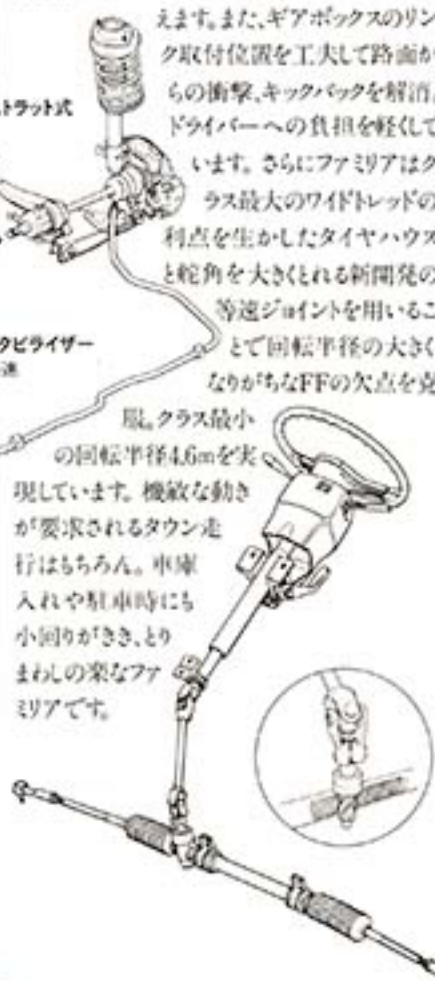 えます。また、ギアボックスのリン
ク取付位置を工夫して路面か
らの衝撃、キックバックを解消。
ドライバーへの負担を軽くして
います。さらにファミリアはク
ラス最大のワイドトレッドの
利点を生かしたタイヤハウス
と舵角を大きくとれる新開発の
等速ジョイントを用いるこ
とで回転半径の大きく
なりがちなFFの欠点を克
服。クラス最小
の回転半径4.6mを実
現しています。機敏な動き
が要求されるタウン走
行はもちろん。車庫
入れや駐車時にも
小回りがきき、とり
まわしの楽なファ
ミリアです。
トラット式
タビライザー